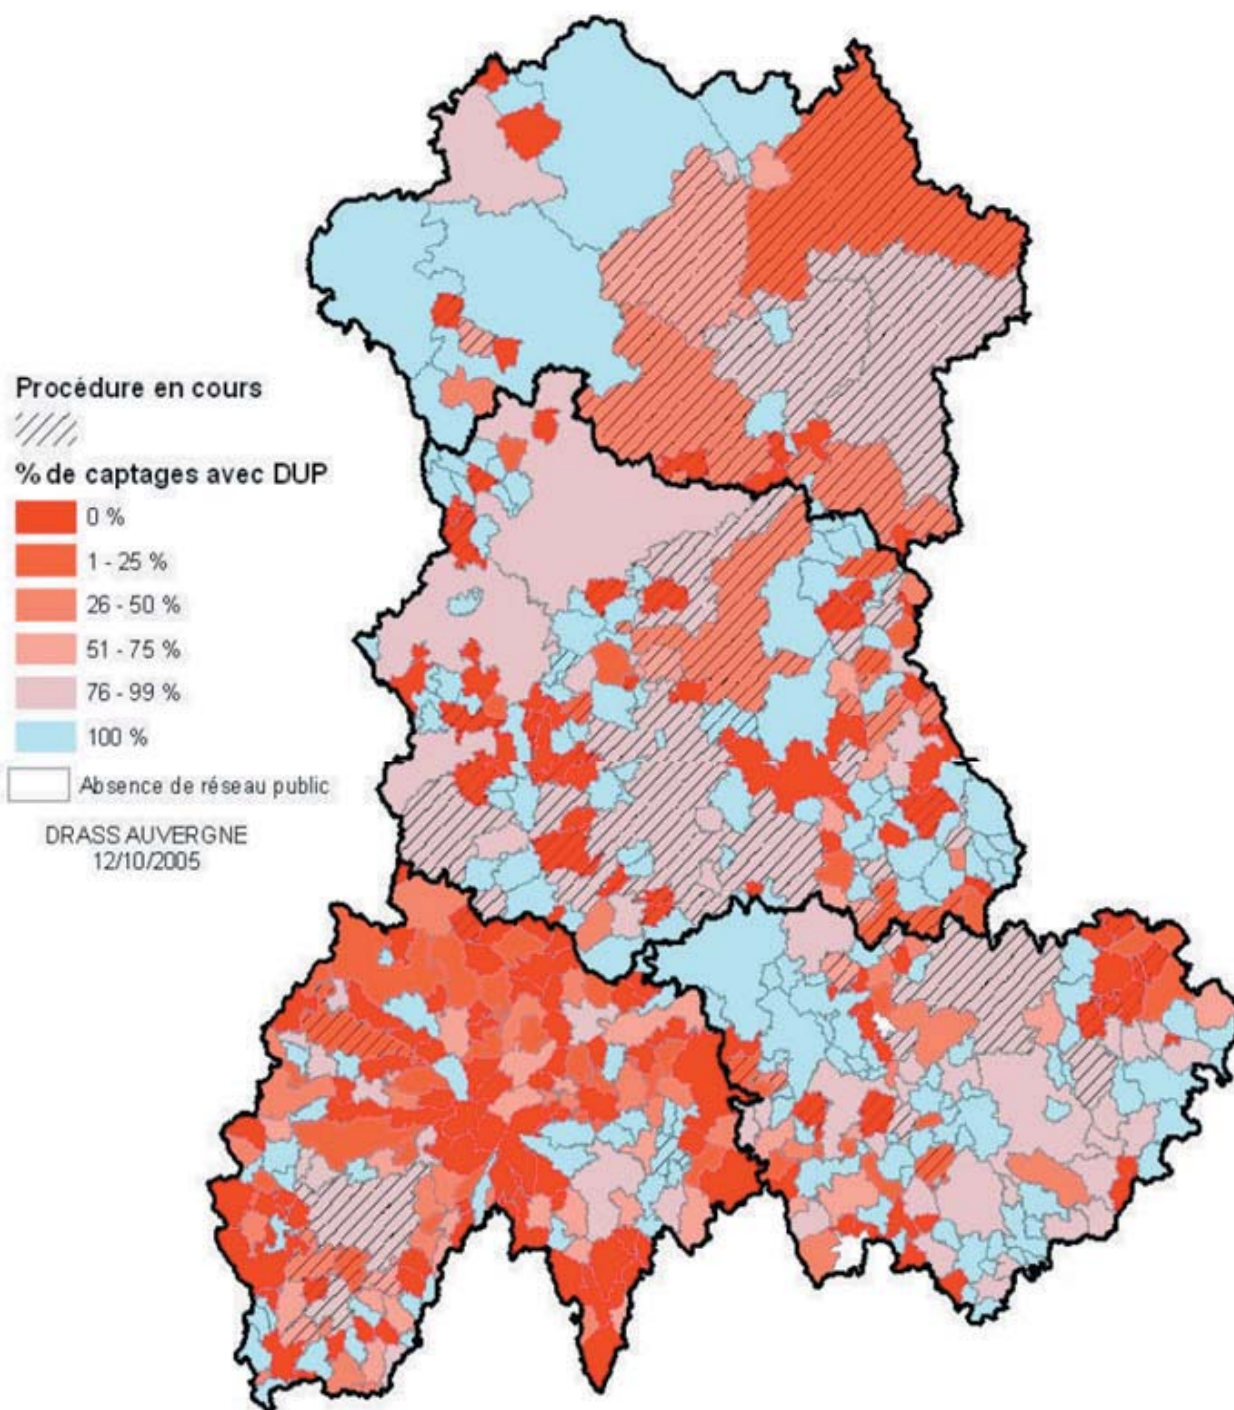 Procédure en cours
% de captages avec DUP
0 %
1 - 25 %
26 - 50 %
51 - 75 %
76 - 99 %
100 %
Absence de réseau public
DRASS AUVERGNE
12/10/2005